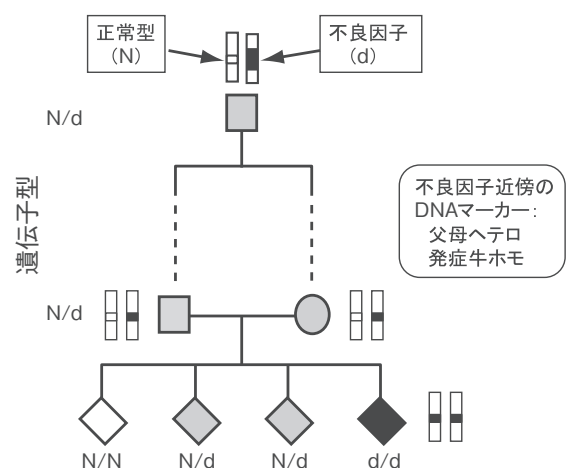 正常型
（N）
不良因子
（d）
N/d
遺伝子型
不良因子近傍の
DNAマーカー：
父母ヘテロ
発症牛ホモ
N/d
N/N
N/d
N/d
d/d